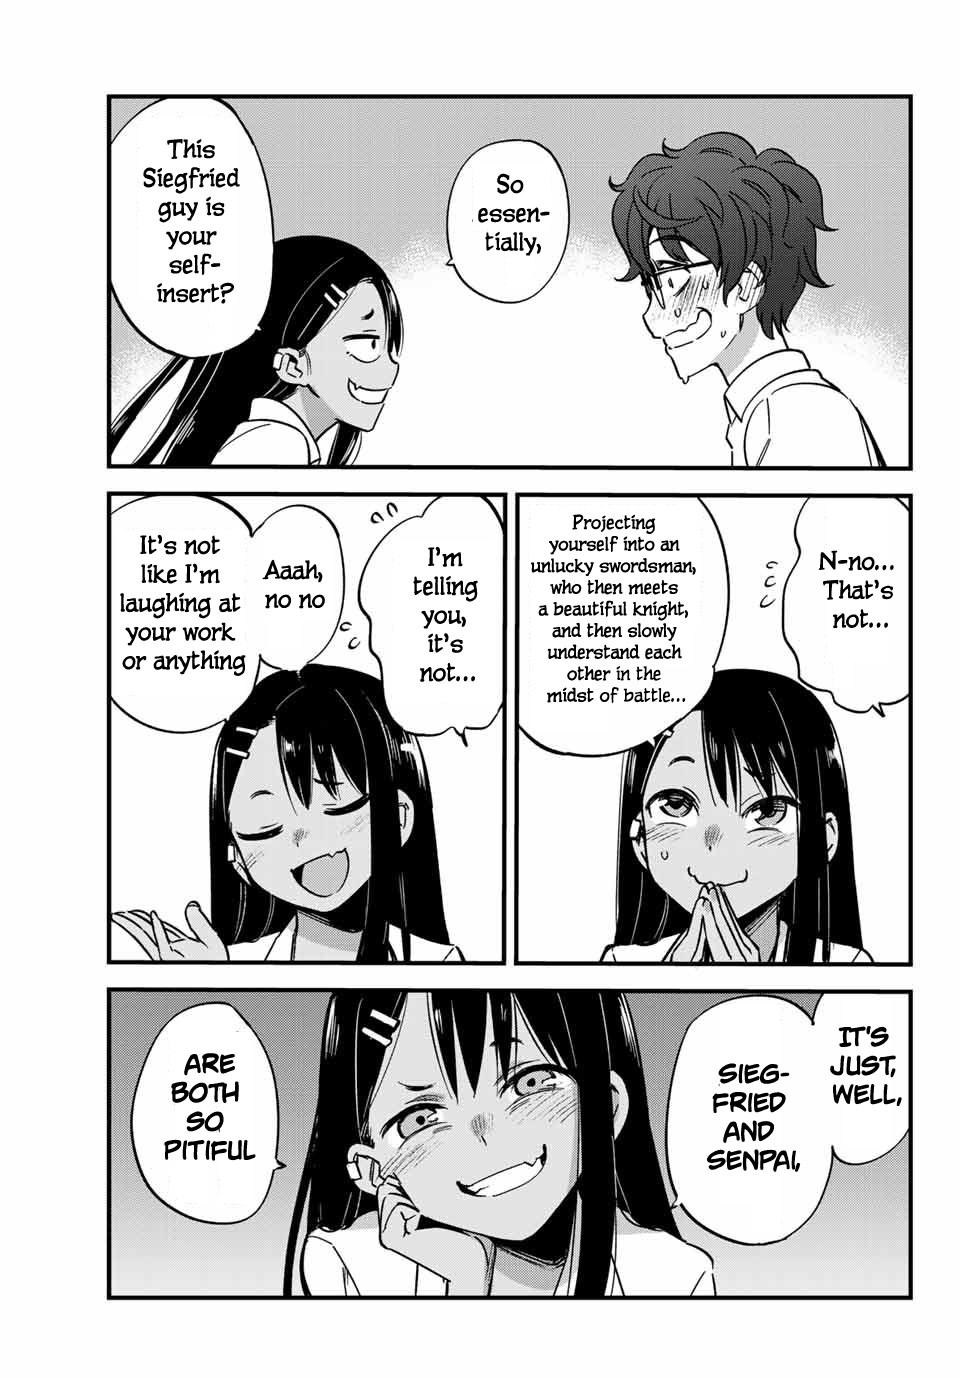 So
essen-
tially,
This
Siegfried
guy is
your
self-
insert?
N-no...
That's
not...
Projecting
yourself into an
unlucky swordsman,
who then meets
a beautiful knight,
and then slowly
understand each
other in the
midst of battle...
I'm
telling
you,
it's
not...
Aaah,
no no
It's not
like I'm
laughing at
your work
or anything
IT'S
JUST,
WELL,
SIEG-
FRIED
AND
SENPAI,
ARE
BOTH
SO
PITIFUL